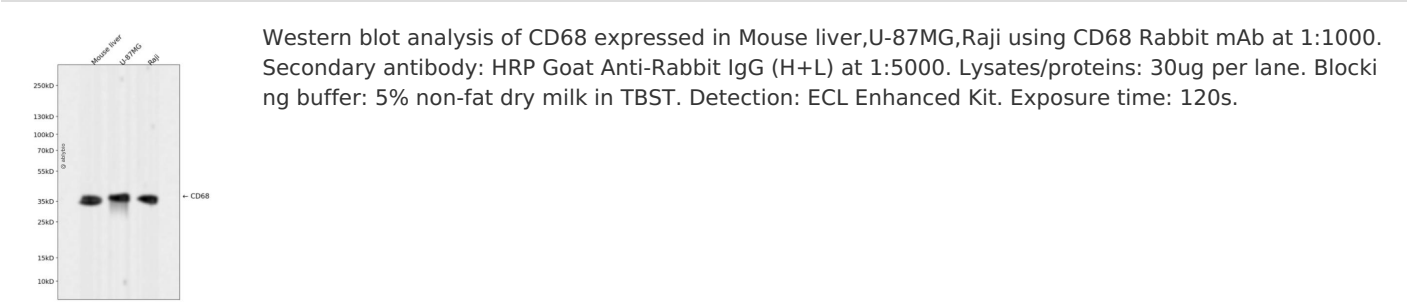 Mouse liver
U-87MG
Raji
250kD
130kD
100kD
70kD
55kD
35kD
25kD
15kD
10kD
@ abiybro
← CD68
Western blot analysis of CD68 expressed in Mouse liver,U-87MG,Raji using CD68 Rabbit mAb at 1:1000.
Secondary antibody: HRP Goat Anti-Rabbit IgG (H+L) at 1:5000. Lysates/proteins: 30ug per lane. Blocki
ng buffer: 5% non-fat dry milk in TBST. Detection: ECL Enhanced Kit. Exposure time: 120s.